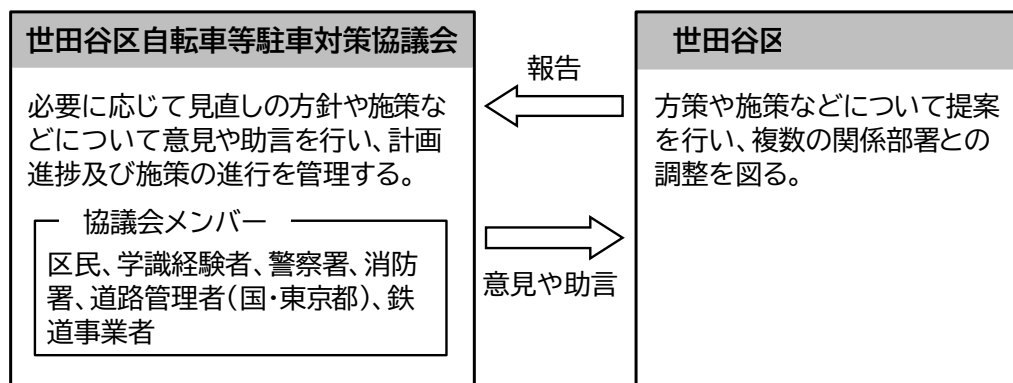 世田谷区自転車等駐車対策協議会
必要に応じて見直しの方針や施策な
どについて意見や助言を行い、計画
進捗及び施策の進行を管理する。
協議会メンバー
区民、学識経験者、警察署、消防
署、道路管理者(国・東京都)、鉄
道事業者
報告
意見や助言
世田谷区
方策や施策などについて提案
を行い、複数の関係部署との
調整を図る。